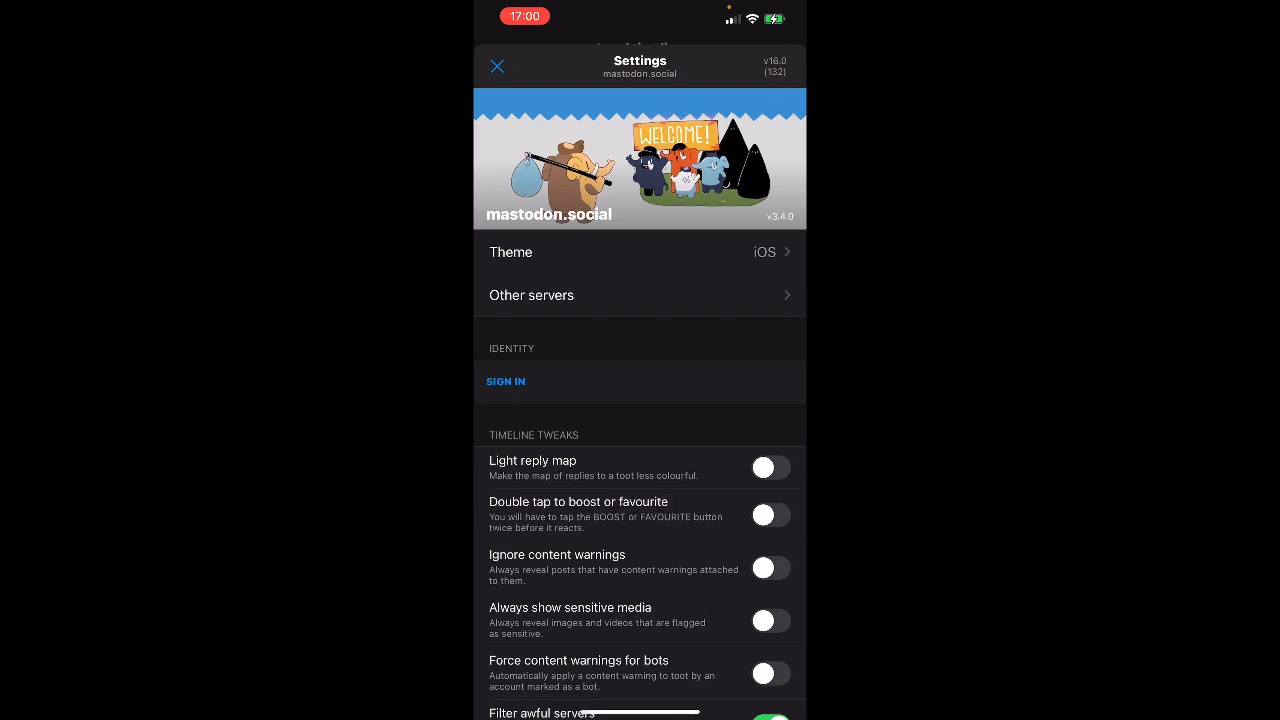 17:00
Settings
mastodon.social
v16.0
(132)
WELCOME!
mastodon.social
v3.4.0
Theme
iOS
Other servers
IDENTITY
SIGN IN
TIMELINE TWEAKS
Light reply map
Make the map of replies to a toot less colourful.
Double tap to boost or favourite
You will have to tap the BOOST or FAVOURITE button
twice before it reacts.
Ignore content warnings
Always reveal posts that have content warnings attached
to them.
Always show sensitive media
Always reveal images and videos that are flagged
as sensitive.
Force content warnings for bots
Automatically apply a content warning to toot by an
account marked as a bot.
Filter awful servers